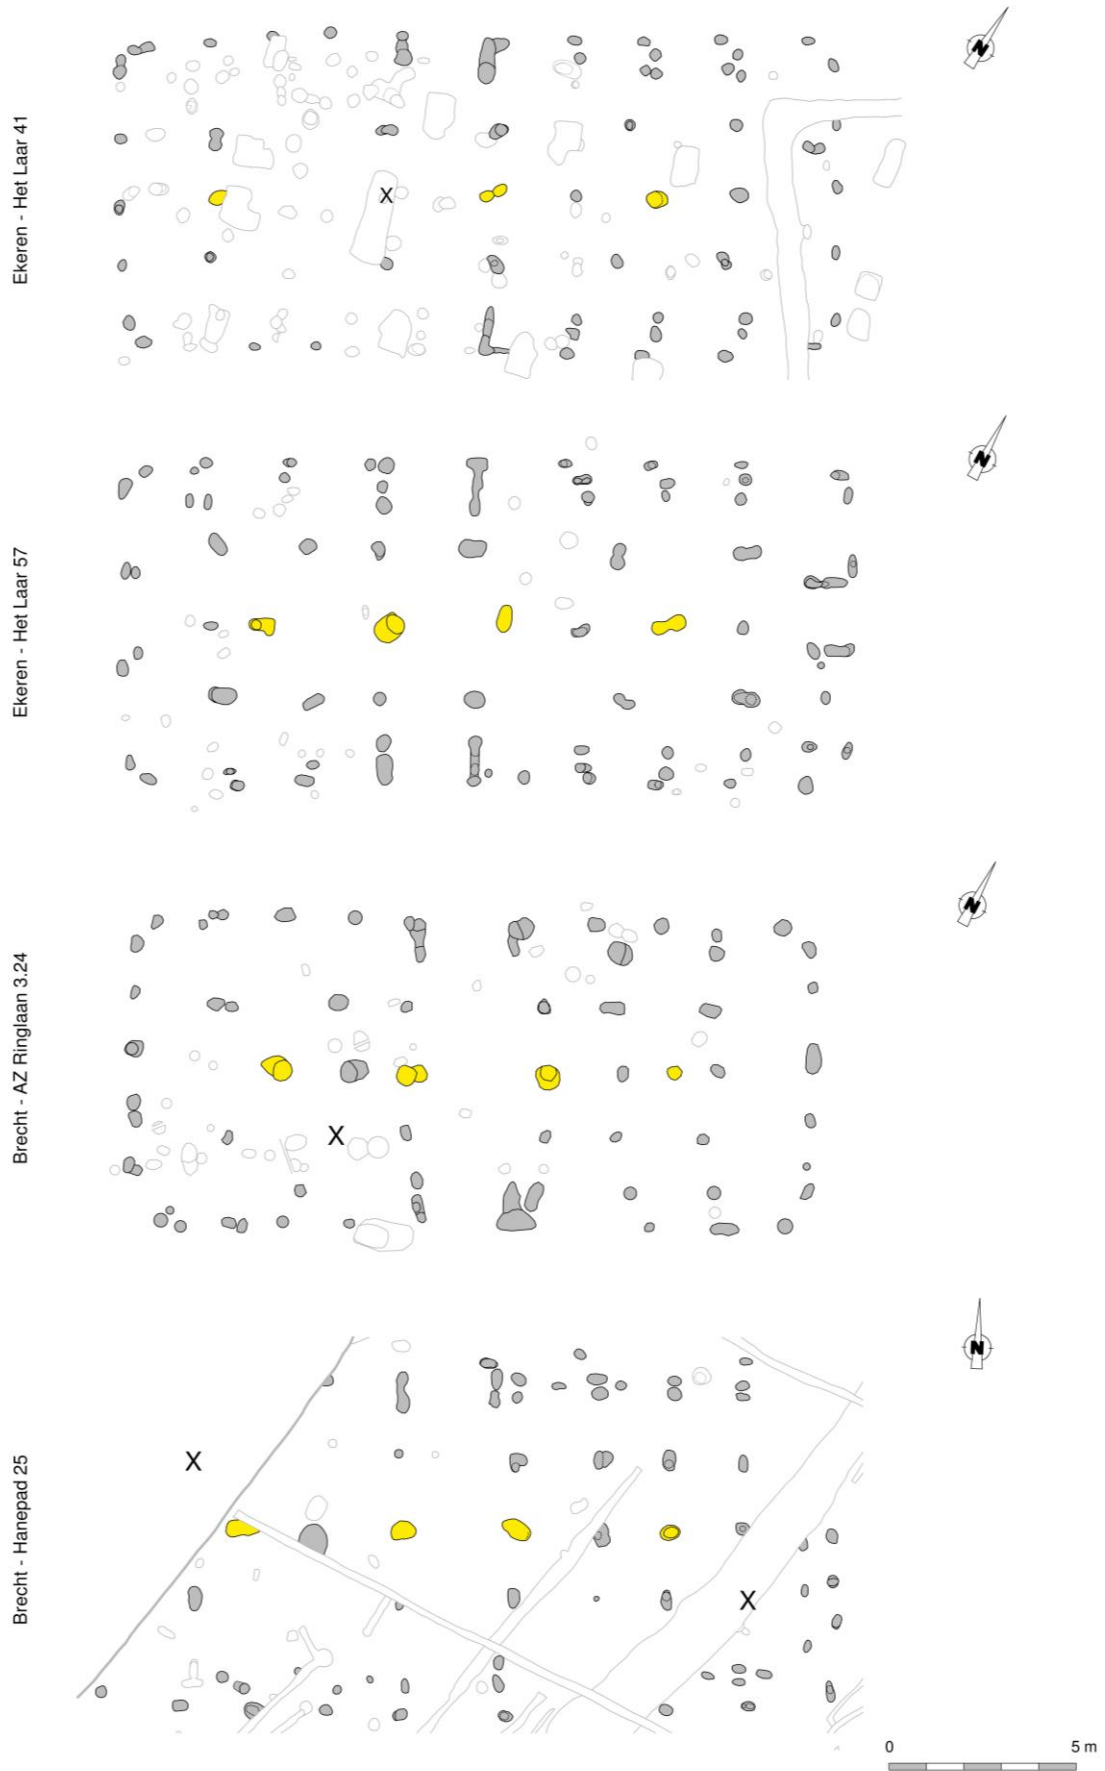 Ekeren - Het Laar 41
N
X
Ekeren - Het Laar 57
N
Brecht - AZ Ringlaan 3.24
N
X
Brecht - Hanepad 25
N
X
X
0 5 m